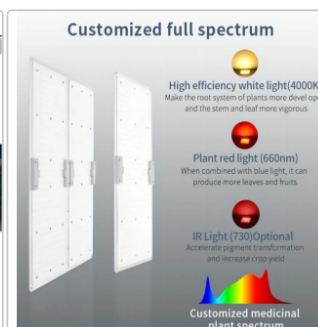 Customized full spectrum
High efficiency white light(4000K
Make the root system of plants more devel ope
and the stem and leaf more vigorous
Plant red light (660nm)
When combined with blue light, it can
produce more leaves and fruits
IR Light (730)Optional
Accelerate pigment transformation
and increase crop yield
Customized medicinal
plant spectrum